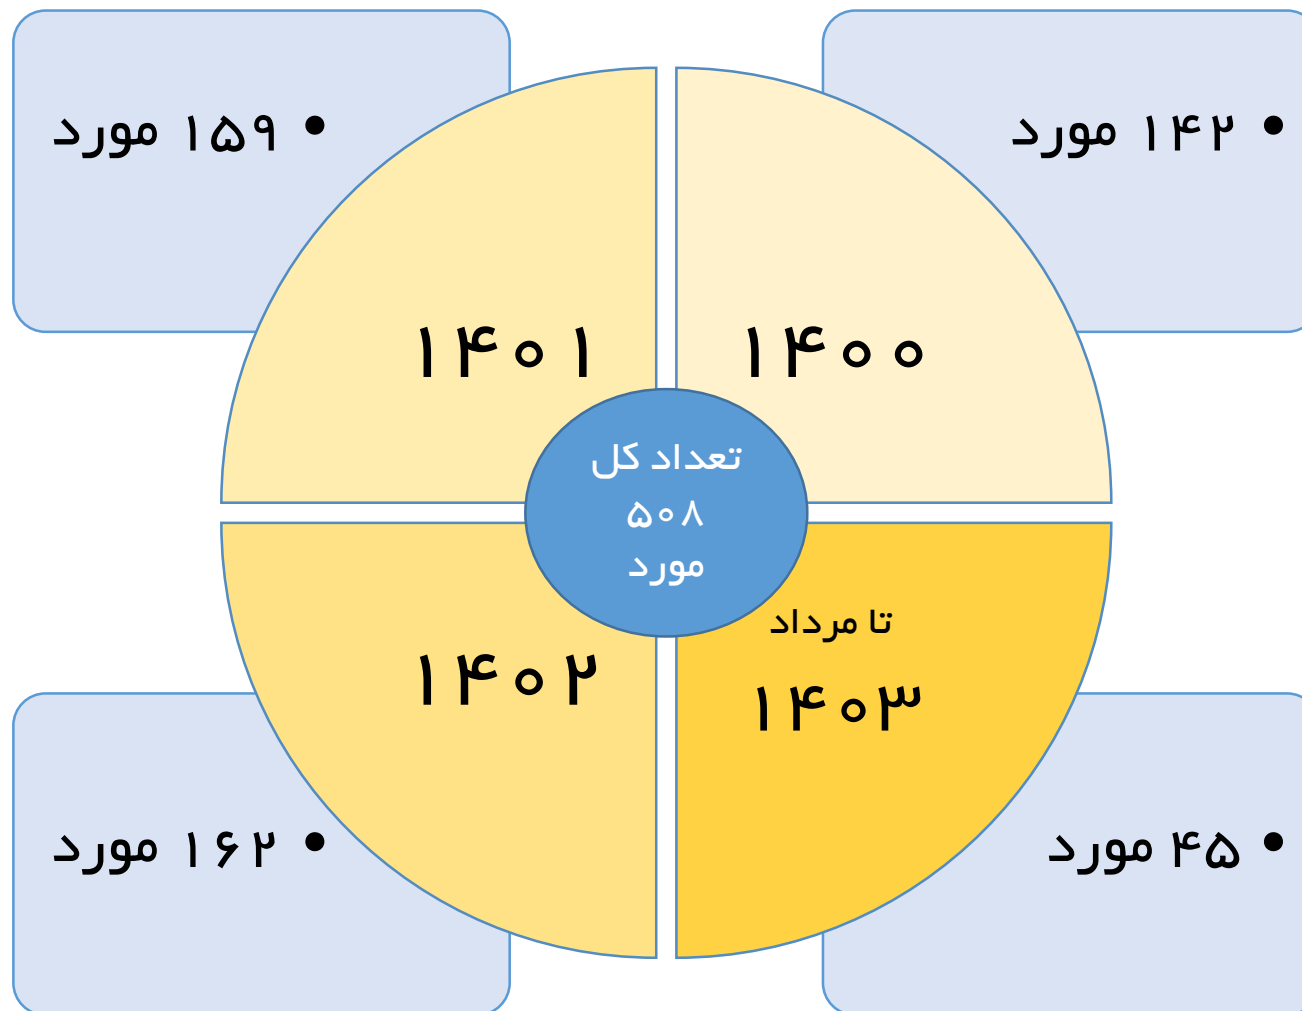 • ۱۴۲ مورد
• ۱۵۹ مورد
۱۴۰۰
۱۴۰۱
تعداد کل
۵۰۸
مورد
تا مرداد
۱۴۰۳
۱۴۰۲
• ۴۵ مورد
• ۱۶۲ مورد